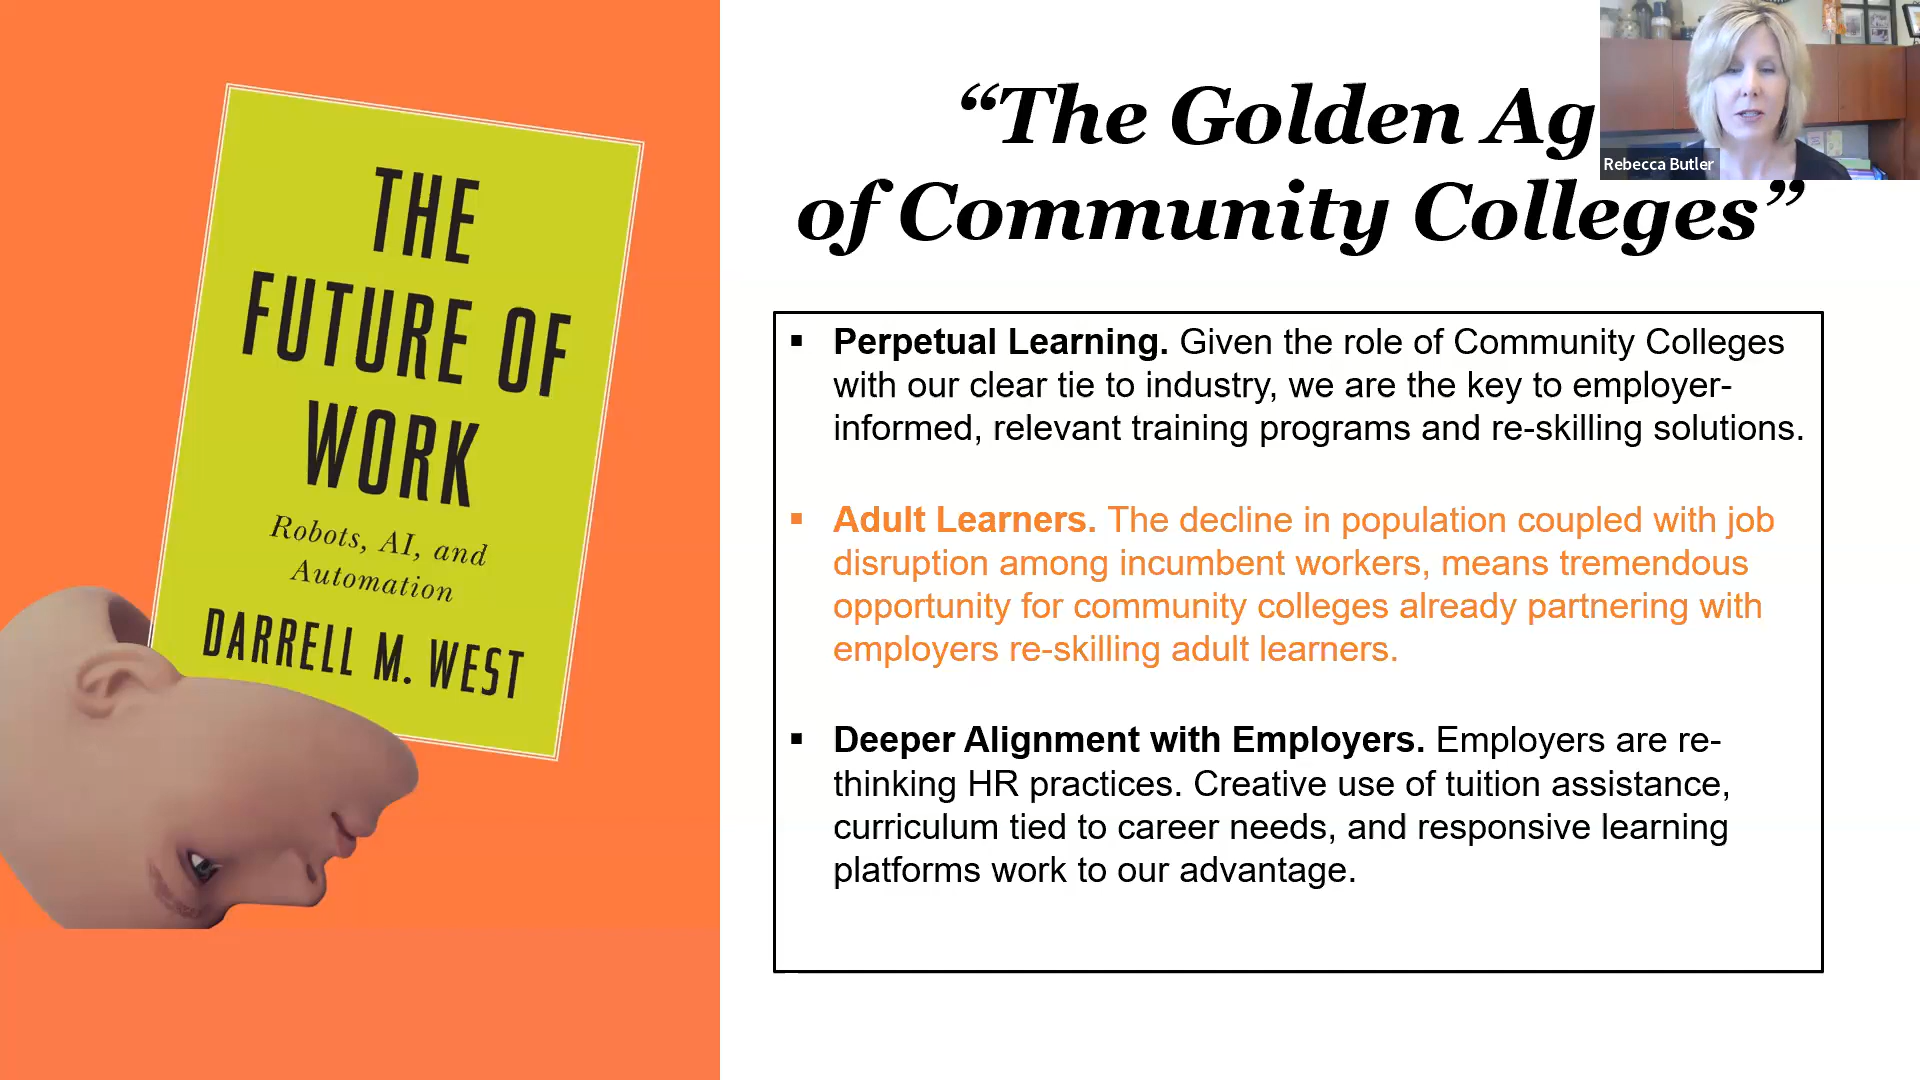 THE
FUTURE OF
WORK
Robots, AI, and
Automation
DARRELL M. WEST
“The Golden Ag
of Community Colleges”
Rebecca Butler
▪ Perpetual Learning. Given the role of Community Colleges
with our clear tie to industry, we are the key to employer-
informed, relevant training programs and re-skilling solutions.
▪ Adult Learners. The decline in population coupled with job
disruption among incumbent workers, means tremendous
opportunity for community colleges already partnering with
employers re-skilling adult learners.
▪ Deeper Alignment with Employers. Employers are re-
thinking HR practices. Creative use of tuition assistance,
curriculum tied to career needs, and responsive learning
platforms work to our advantage.